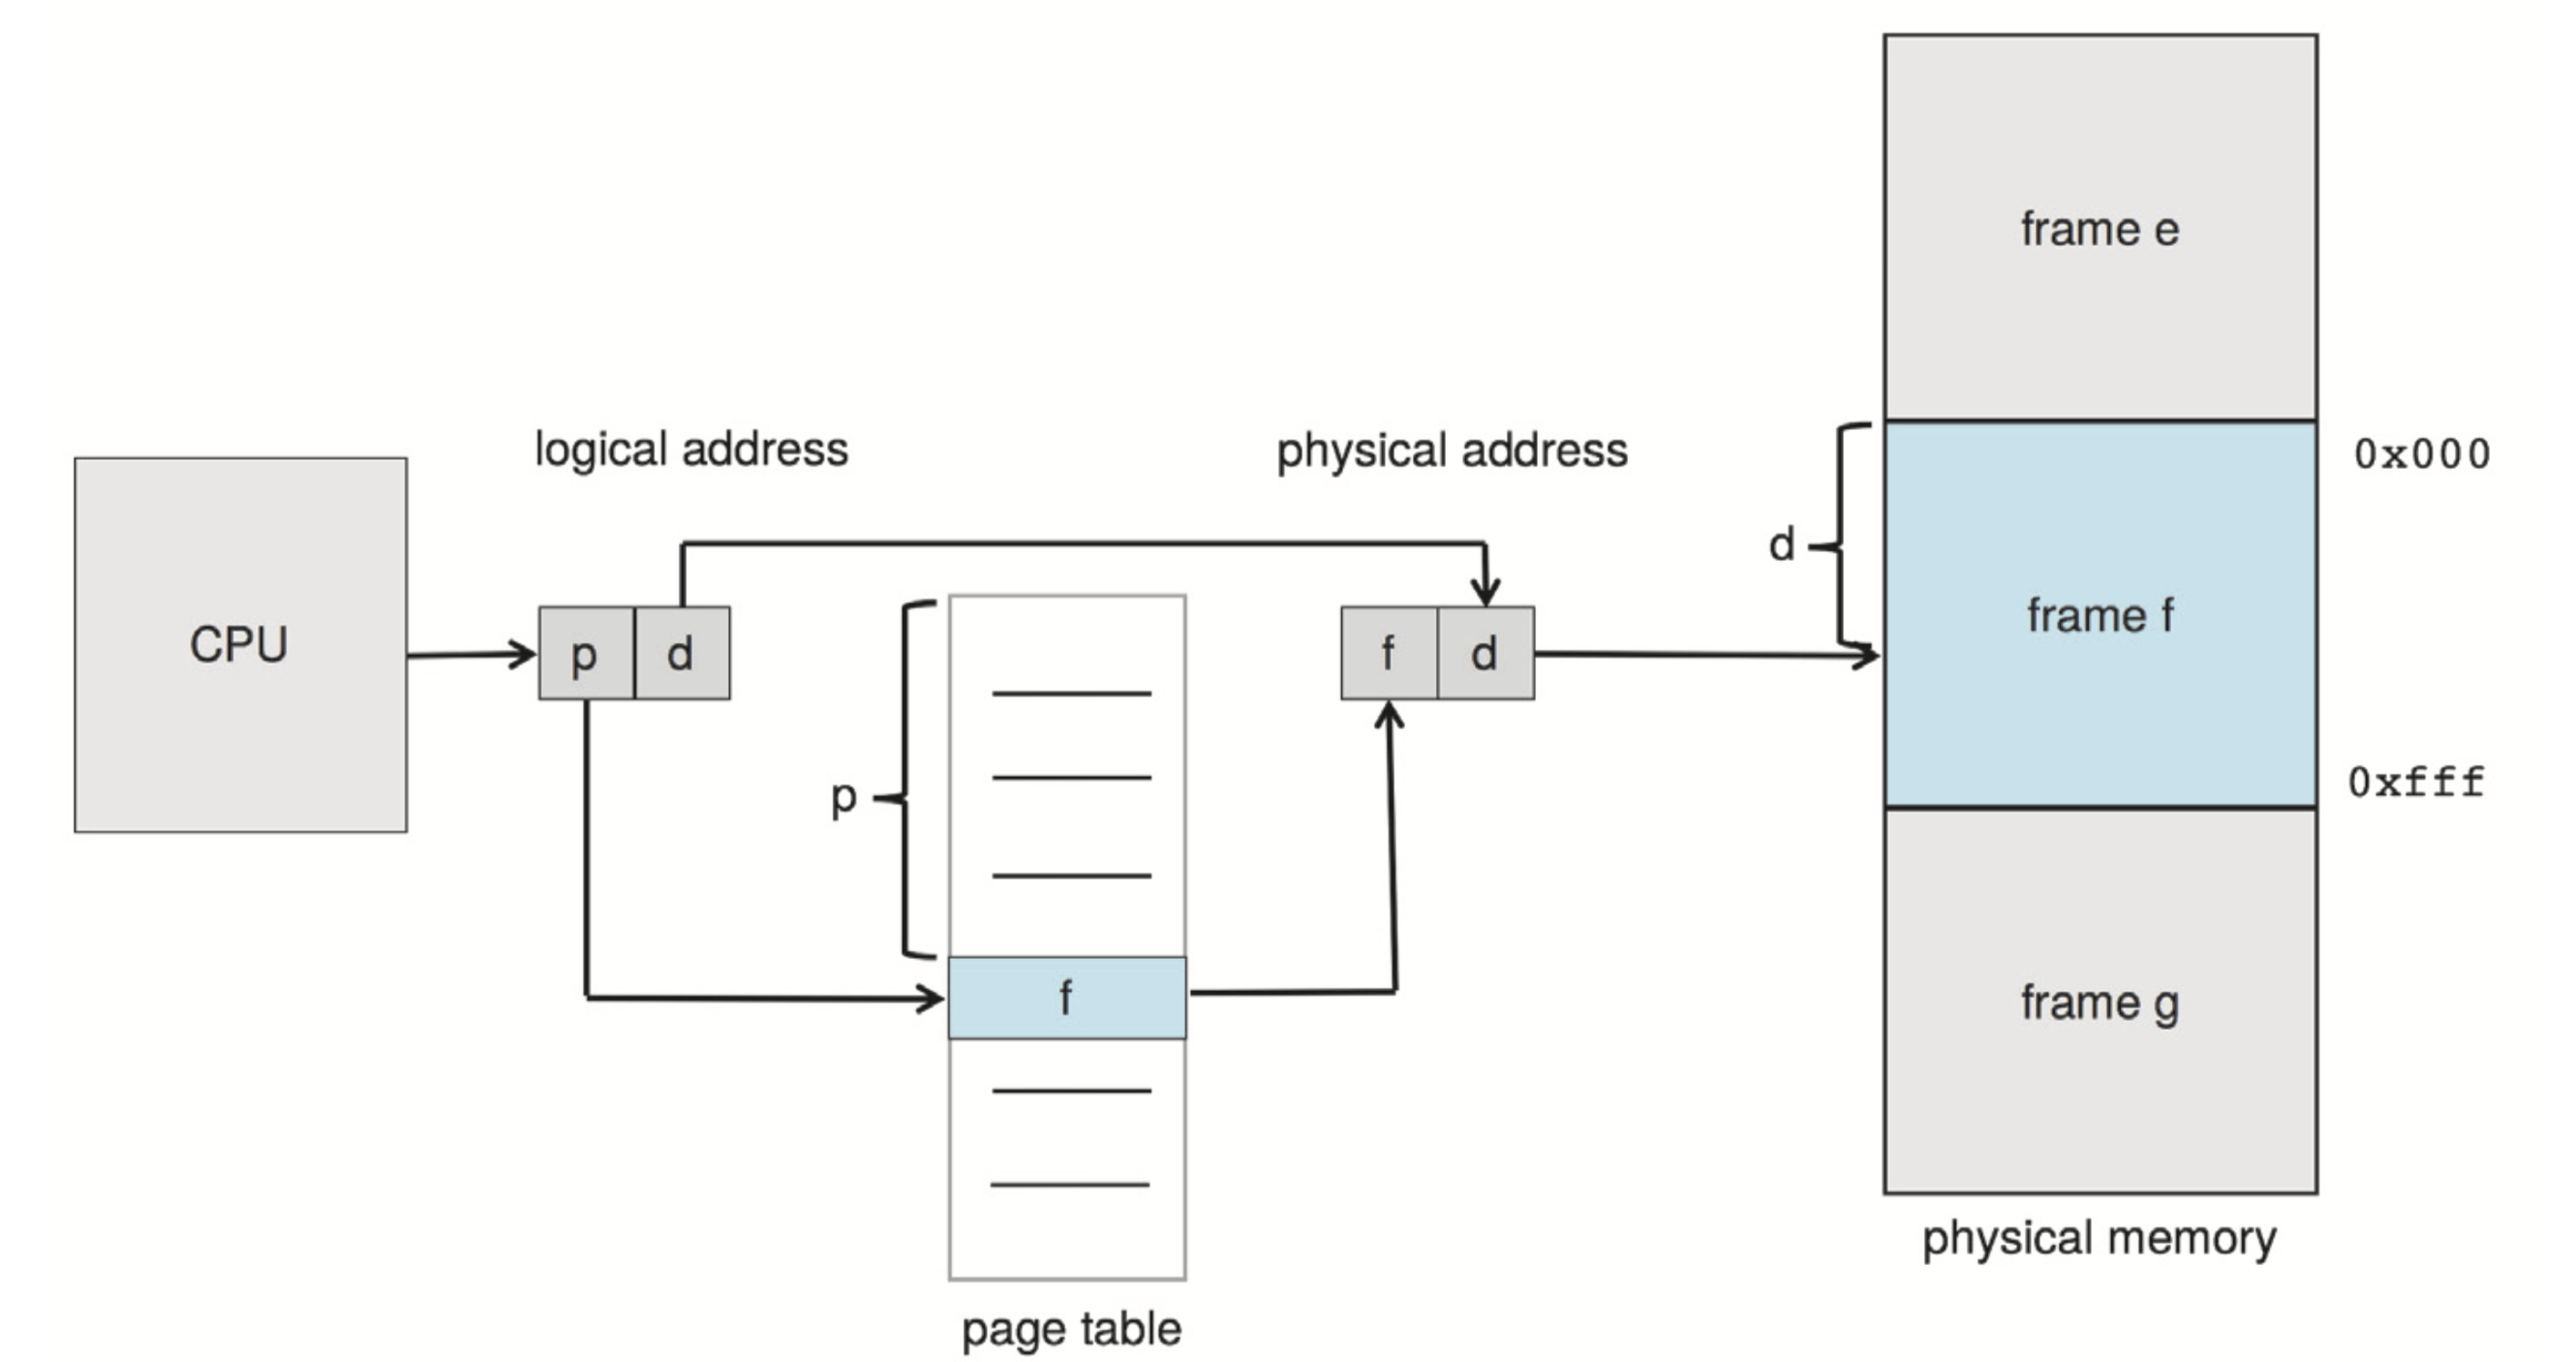 frame e
logical address
physical address
0x000
d
frame f
CPU
p d
f d
p
0xfff
f
frame g
physical memory
page table